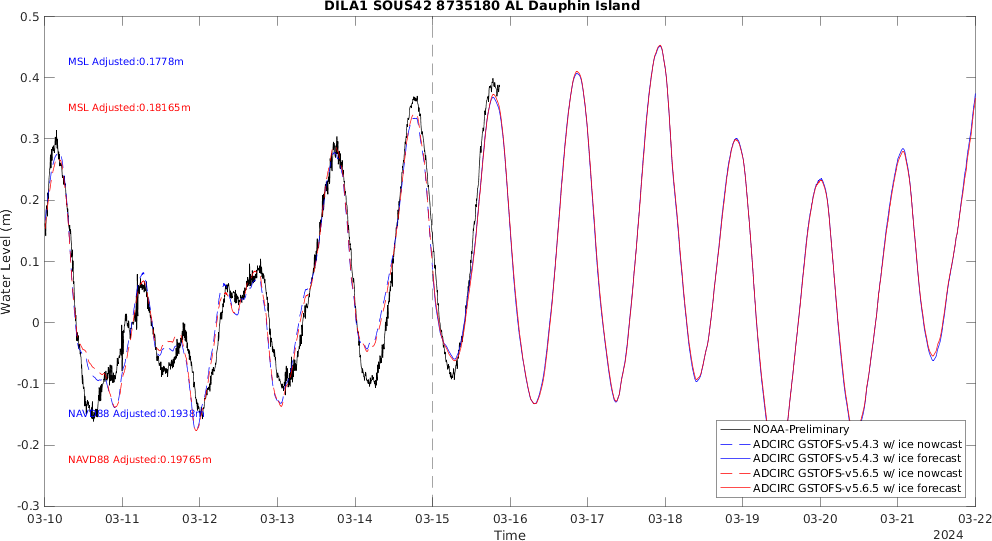 DILA1 SOUS42 8735180 AL Dauphin Island
0.5
0.4
0.3
0.2
0.1
0
-0.1
-0.2
-0.3
Water Level (m)
MSL Adjusted:0.1778m
MSL Adjusted:0.18165m
NAVD88 Adjusted:0.1938m
NAVD88 Adjusted:0.19765m
NOAA-Preliminary
ADCIRC GSTOFS-v5.4.3 w/ ice nowcast
ADCIRC GSTOFS-v5.4.3 w/ ice forecast
ADCIRC GSTOFS-v5.6.5 w/ ice nowcast
ADCIRC GSTOFS-v5.6.5 w/ ice forecast
03-10 03-11 03-12 03-13 03-14 03-15 03-16 03-17 03-18 03-19 03-20 03-21 03-22
Time
2024